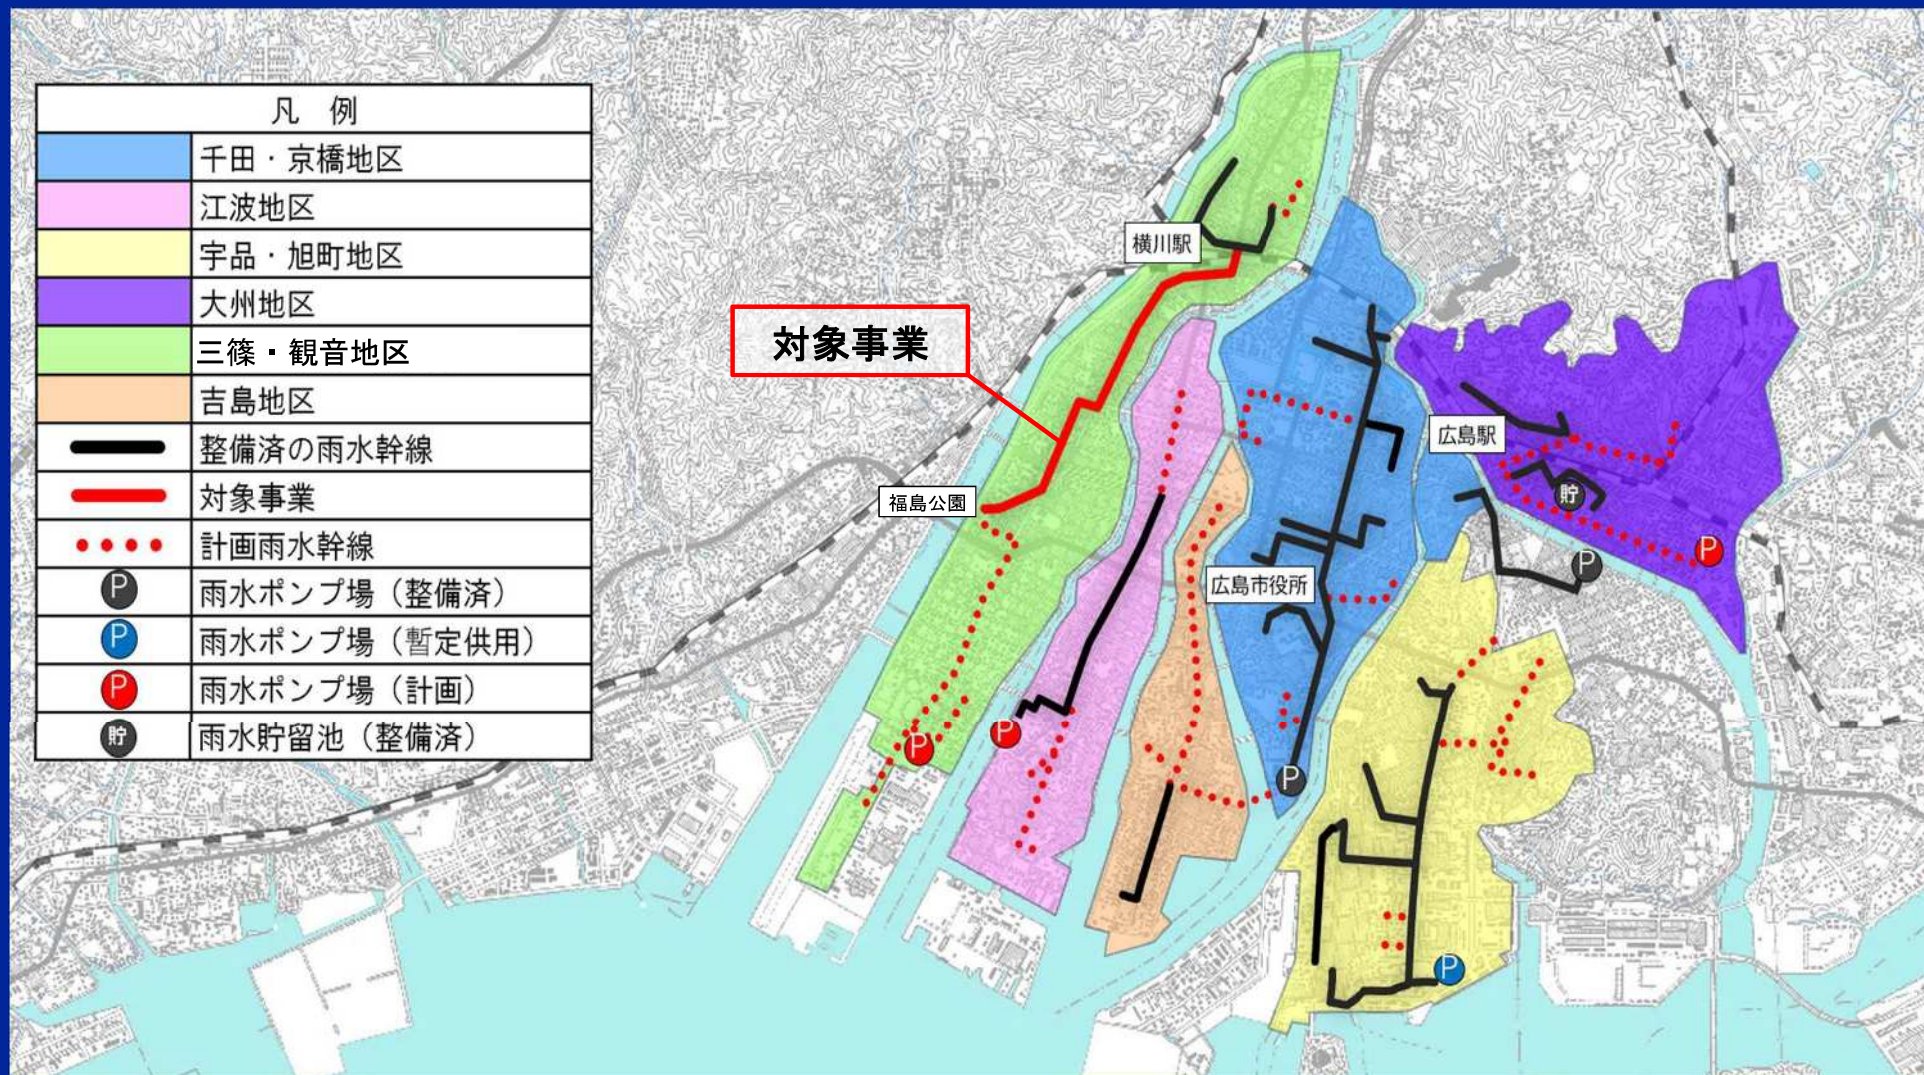 凡 例
千田・京橋地区
江波地区
宇品・旭町地区
大州地区
三篠・観音地区
吉島地区
整備済の雨水幹線
対象事業
計画雨水幹線
P 雨水ポンプ場（整備済）
P 雨水ポンプ場（暫定供用）
P 雨水ポンプ場（計画）
貯 雨水貯留池（整備済）
横川駅
対象事業
広島駅
貯
福島公園
P
P
広島市役所
P
P
P
P